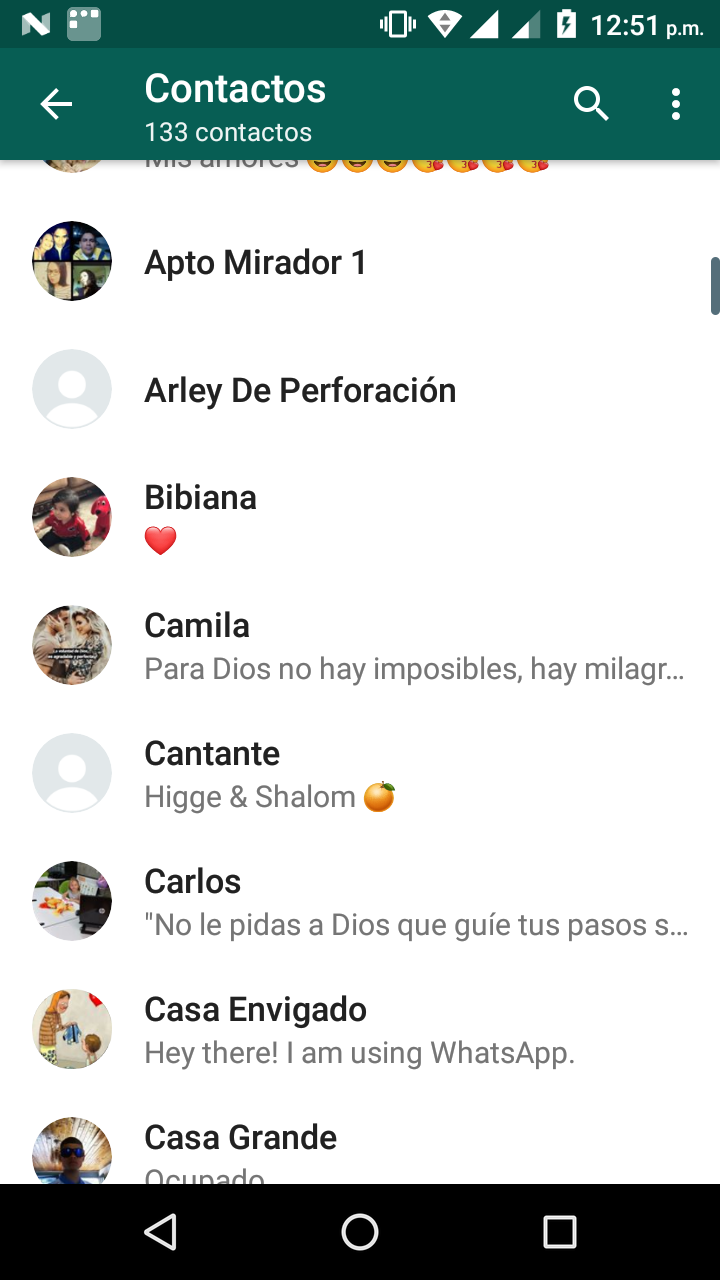 12:51 p.m.
Contactos
133 contactos
Mis amores 😄😄😄😘😘😘😘
Apto Mirador 1
Arley De Perforación
Bibiana
❤️
Camila
Para Dios no hay imposibles, hay milagr...
Cantante
Higge & Shalom 🍊
Carlos
"No le pidas a Dios que guíe tus pasos s...
Casa Envigado
Hey there! I am using WhatsApp.
Casa Grande
Ocupado